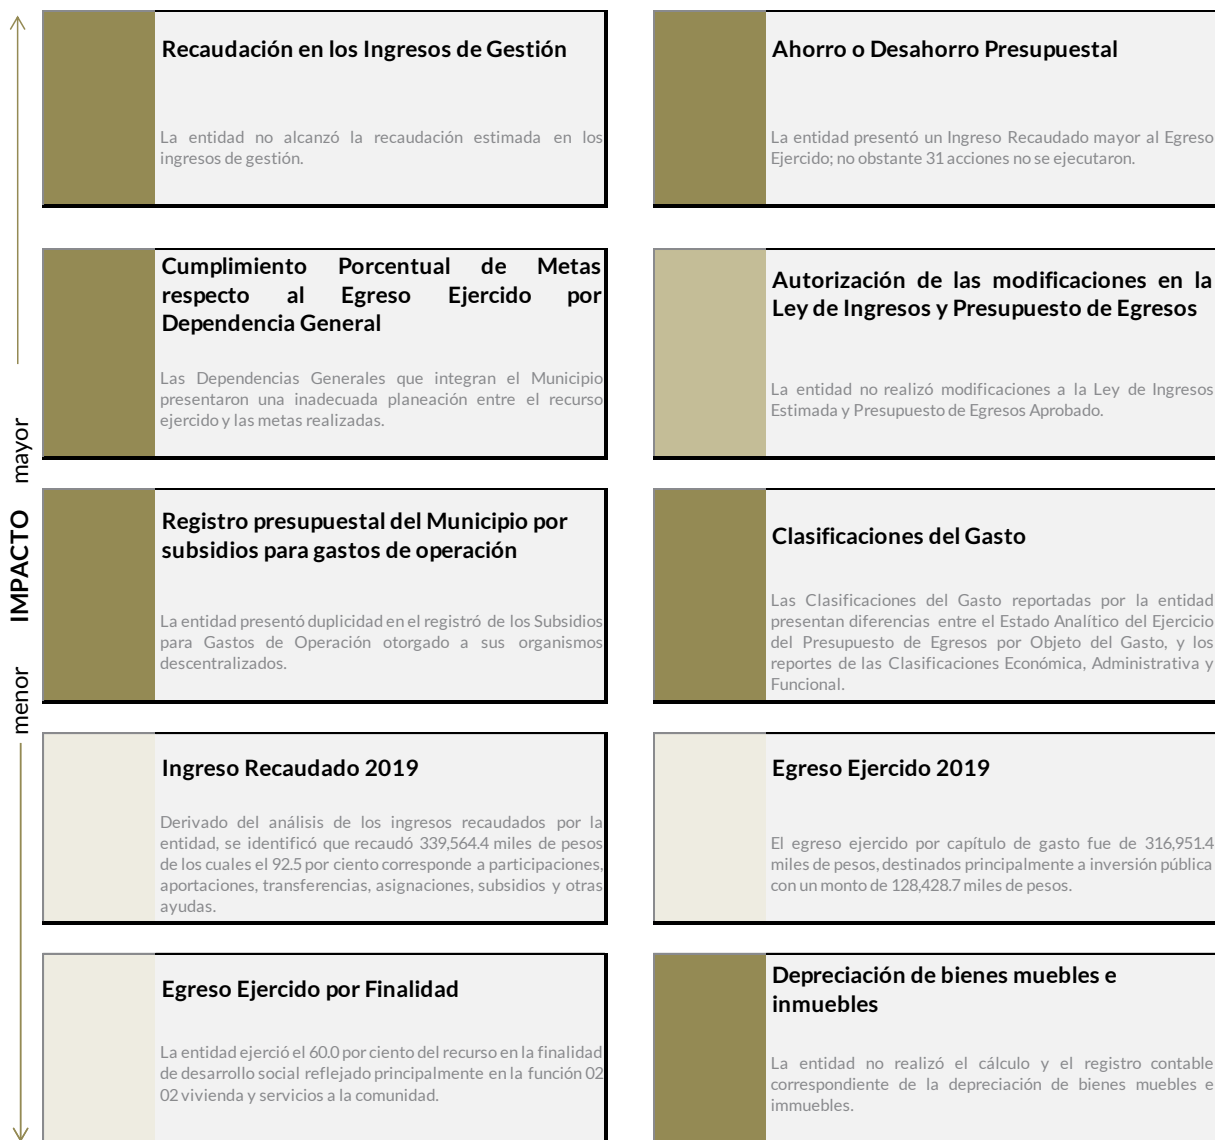 Recaudación en los Ingresos de Gestión
La entidad no alcanzó la recaudación estimada en los
ingresos de gestión.
Ahorro o Desahorro Presupuestal
La entidad presentó un Ingreso Recaudado mayor al Egreso
Ejercido; no obstante 31 acciones no se ejecutaron.
Cumplimiento Porcentual de Metas
respecto al Egreso Ejercido por
Dependencia General
Las Dependencias Generales que integran el Municipio
presentaron una inadecuada planeación entre el recurso
ejercido y las metas realizadas.
Autorización de las modificaciones en la
Ley de Ingresos y Presupuesto de Egresos
La entidad no realizó modificaciones a la Ley de Ingresos
Estimada y Presupuesto de Egresos Aprobado.
menor IMPACTO mayor
Registro presupuestal del Municipio por
subsidios para gastos de operación
La entidad presentó duplicidad en el registró de los Subsidios
para Gastos de Operación otorgado a sus organismos
descentralizados.
Clasificaciones del Gasto
Las Clasificaciones del Gasto reportadas por la entidad
presentan diferencias entre el Estado Analítico del Ejercicio
del Presupuesto de Egresos por Objeto del Gasto, y los
reportes de las Clasificaciones Económica, Administrativa y
Funcional.
Ingreso Recaudado 2019
Derivado del análisis de los ingresos recaudados por la
entidad, se identificó que recaudó 339,564.4 miles de pesos
de los cuales el 92.5 por ciento corresponde a participaciones,
aportaciones, transferencias, asignaciones, subsidios y otras
ayudas.
Egreso Ejercido 2019
El egreso ejercido por capítulo de gasto fue de 316,951.4
miles de pesos, destinados principalmente a inversión pública
con un monto de 128,428.7 miles de pesos.
Egreso Ejercido por Finalidad
La entidad ejerció el 60.0 por ciento del recurso en la finalidad
de desarrollo social reflejado principalmente en la función 02
02 vivienda y servicios a la comunidad.
Depreciación de bienes muebles e
inmuebles
La entidad no realizó el cálculo y el registro contable
correspondiente de la depreciación de bienes muebles e
immuebles.